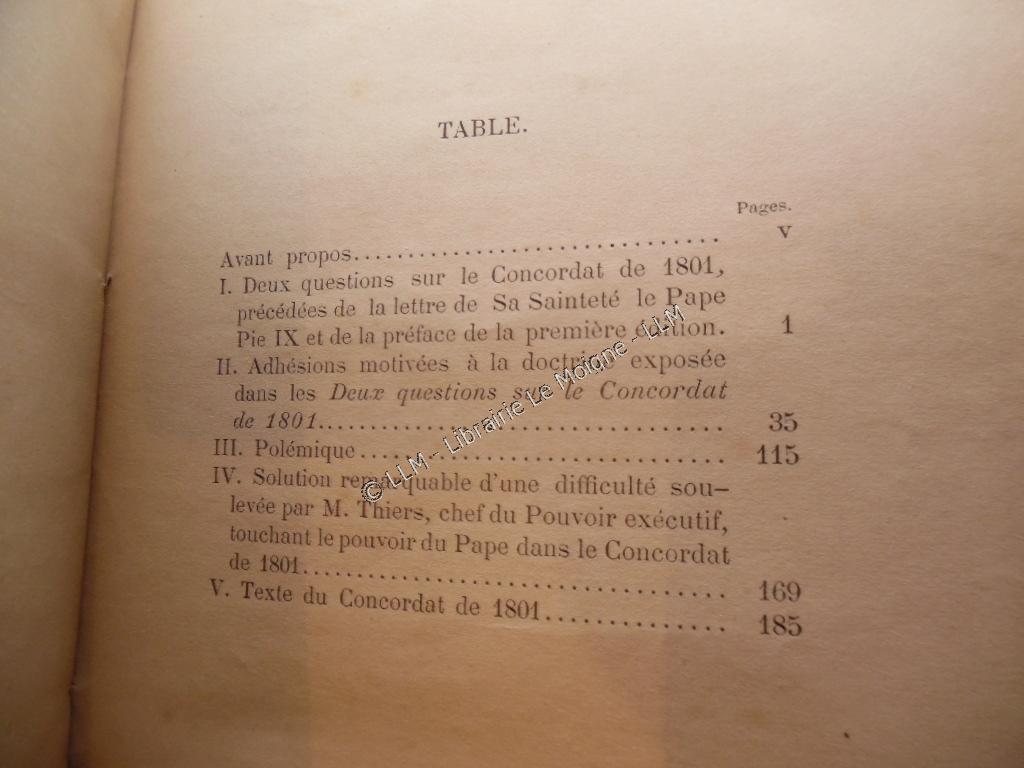 TABLE.
Pages.
Avant propos.................................. v
I. Deux questions sur le Concordat de 1801,
précédées de la lettre de Sa Sainteté le Pape
Pie IX et de la préface de la première édition. 1
II. Adhésions motivées à la doctrine exposée
dans les Deux questions sur le Concordat
de 1801..................................... 35
III. Polémique................................ 115
IV. Solution remarquable d'une difficulté sou-
levée par M. Thiers, chef du Pouvoir exécutif,
touchant le pouvoir du Pape dans le Concordat
de 1801..................................... 169
V. Texte du Concordat de 1801............... 185
© LLM - Librairie Le Moigne - LLM